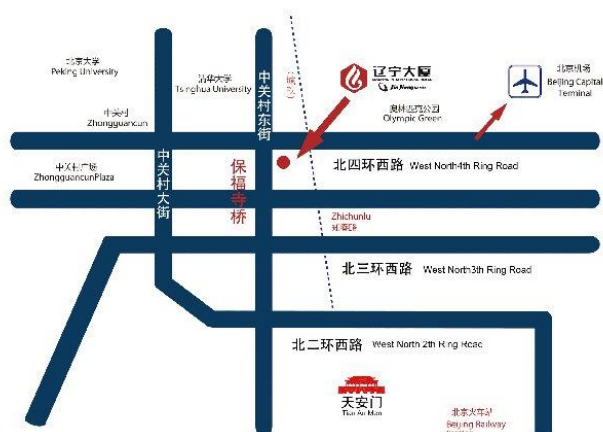 北京大学
Peking University
清华大学
Tsinghua University
中关村
Zhongguancun
中关村广场
ZhongguancunPlaza
中关村大街
中关村东街
保福寺桥
辽宁大厦
奥林匹克公园
Olympic Green
北京机场
Beijing Capital
Terminal
北四环西路 West North4th Ring Road
Zhichunlu
知春路
北三环西路 West North3th Ring Road
北二环西路 West North 2th Ring Road
天安门
Tian An Men
北京火车站
Beijing Railway